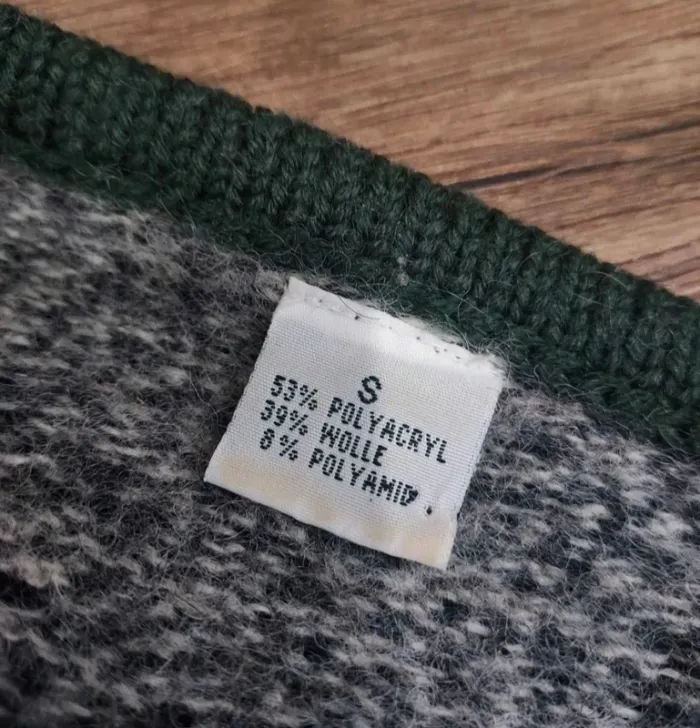 S
53% POLYACRYL
39% WOLLE
8% POLYAMID